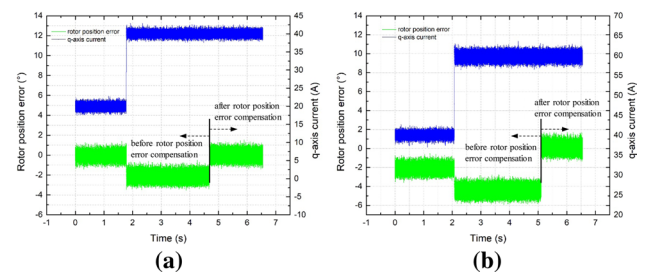 14
12
10
8
6
4
2
0
-2
-4
-6
Rotor position error (°)
rotor position error
q-axis current
after rotor position
error compensation
before rotor position
error compensation
45
40
35
30
25
20
15
10
5
0
-5
-10
q-axis current (A)
-1 0 1 2 3 4 5 6 7
Time (s)
(a)
14
12
10
8
6
4
2
0
-2
-4
-6
Rotor position error (°)
rotor position error
q-axis current
after rotor position
error compensation
before rotor position
error compensation
70
65
60
55
50
45
40
35
30
25
20
q-axis current (A)
-1 0 1 2 3 4 5 6 7
Time (s)
(b)